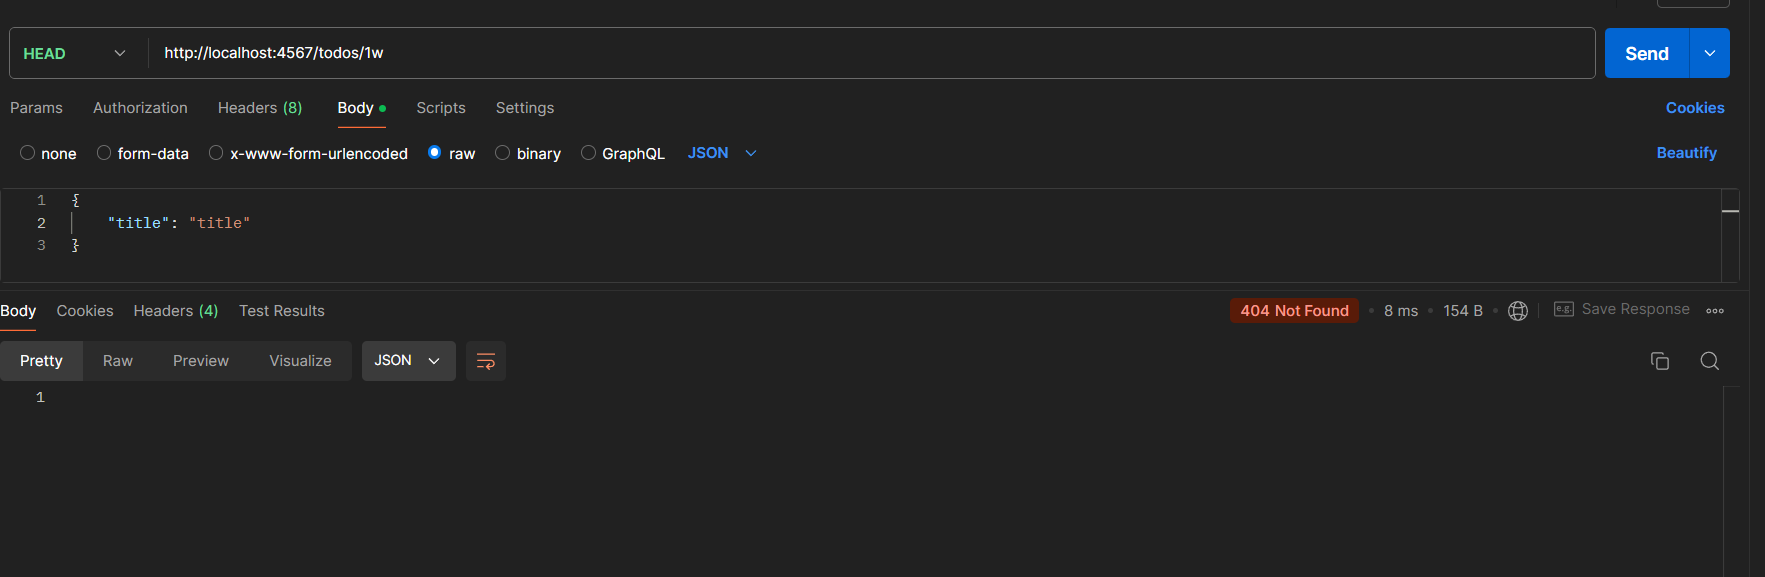 HEAD http://localhost:4567/todos/1w Send
Params Authorization Headers (8) Body Scripts Settings Cookies
none form-data x-www-form-urlencoded raw binary GraphQL JSON Beautify
1 {
2 "title": "title"
3 }
Body Cookies Headers (4) Test Results 404 Not Found 8 ms 154 B e.g. Save Response
Pretty Raw Preview Visualize JSON
1